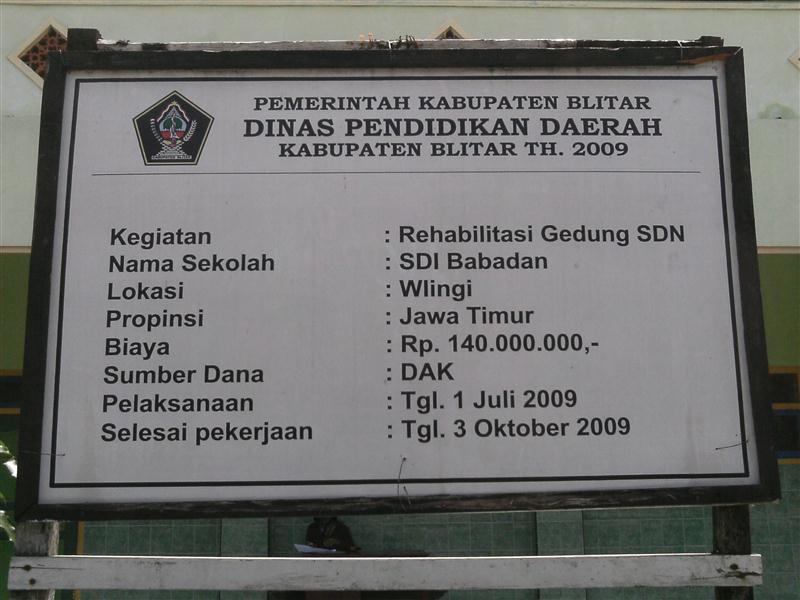 PEMERINTAH KABUPATEN BLITAR
DINAS PENDIDIKAN DAERAH
KABUPATEN BLITAR TH. 2009
KABUPATEN BLITAR
Kegiatan : Rehabilitasi Gedung SDN
Nama Sekolah : SDI Babadan
Lokasi : Wlingi
Propinsi : Jawa Timur
Biaya : Rp. 140.000.000,-
Sumber Dana : DAK
Pelaksanaan : Tgl. 1 Juli 2009
Selesai pekerjaan : Tgl. 3 Oktober 2009